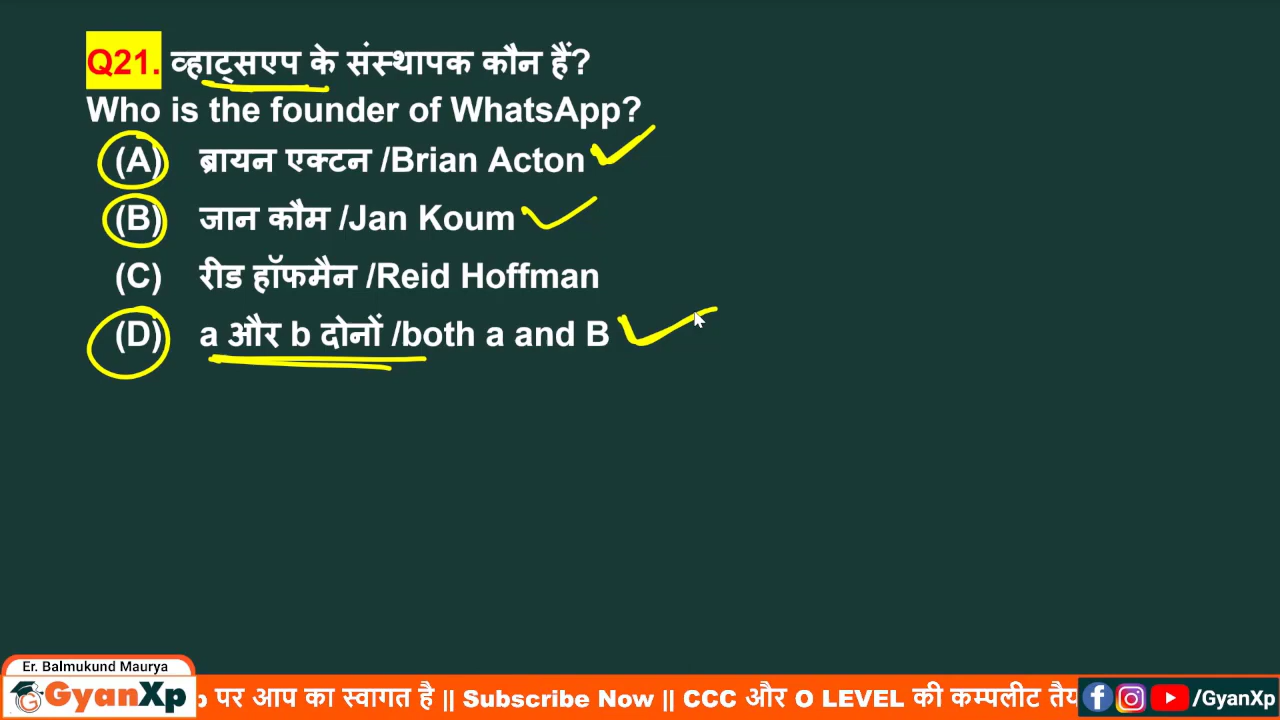 Q21. व्हाट्सएप के संस्थापक कौन हैं?
Who is the founder of WhatsApp?
(A) ब्रायन एक्टन /Brian Acton
(B) जान कौम /Jan Koum
(C) रीड हॉफमैन /Reid Hoffman
(D) a और b दोनों /both a and B
Er. Balmukund Maurya
GyanXp
पर आप का स्वागत है || Subscribe Now || CCC और O LEVEL की कम्पलीट
/GyanXp